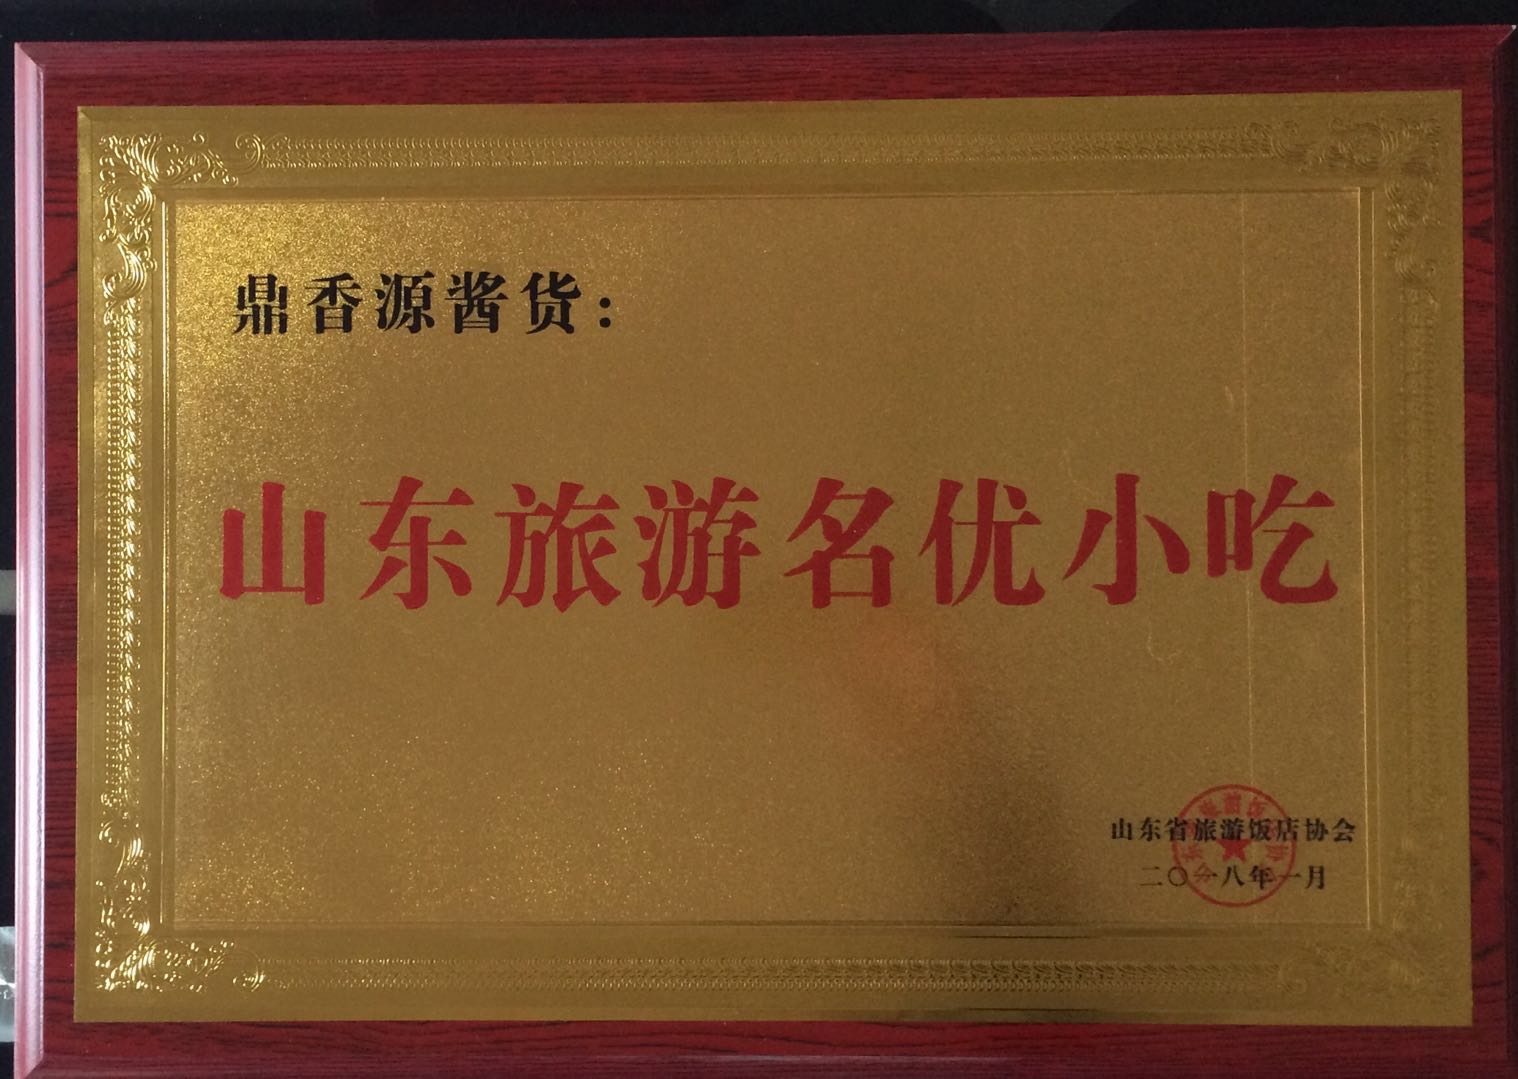 鼎香源酱货:
山东旅游名优小吃
山东省旅游饭店协会
二〇一八年一月